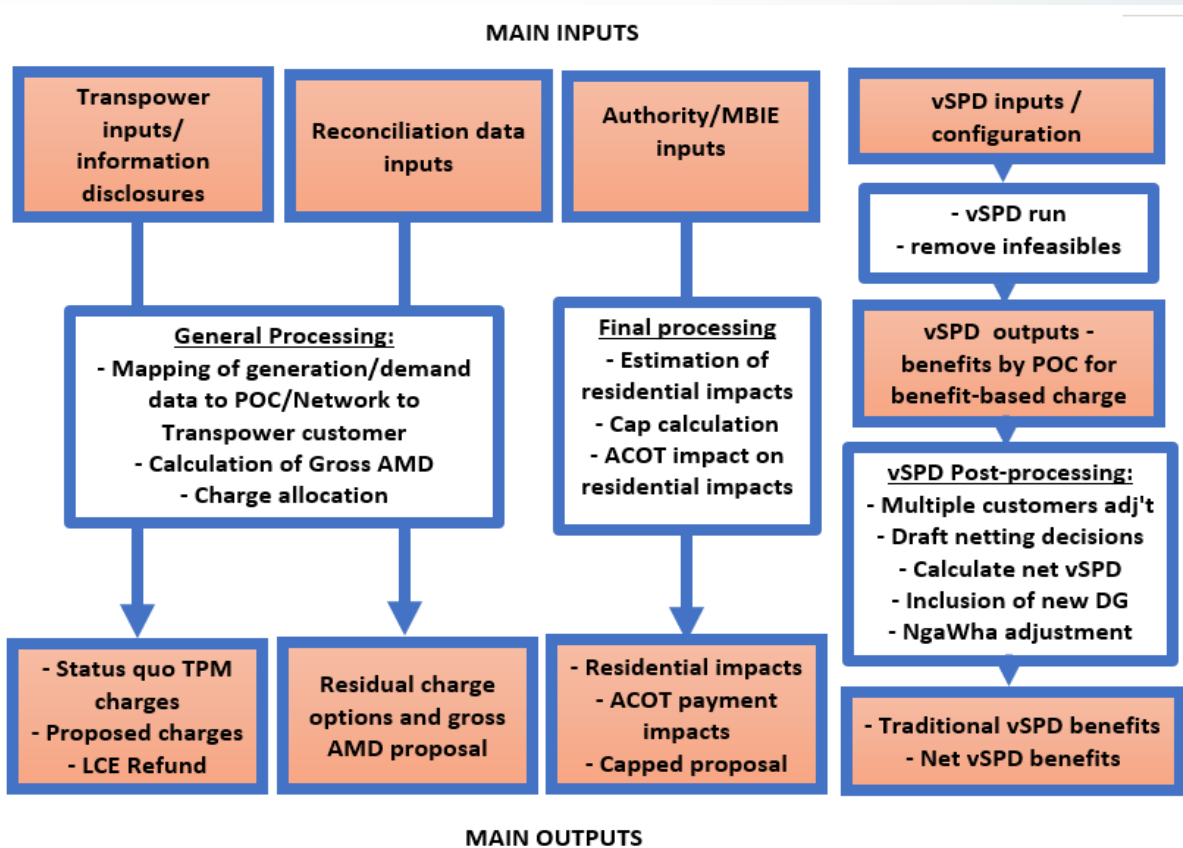 MAIN INPUTS
Transpower
inputs/
information
disclosures
Reconciliation data
inputs
Authority/MBIE
inputs
vSPD inputs /
configuration
- vSPD run
- remove infeasibles
General Processing:
- Mapping of generation/demand
data to POC/Network to
Transpower customer
- Calculation of Gross AMD
- Charge allocation
Final processing
- Estimation of
residential impacts
- Cap calculation
- ACOT impact on
residential impacts
vSPD outputs -
benefits by POC for
benefit-based charge
vSPD Post-processing:
- Multiple customers adj't
- Draft netting decisions
- Calculate net vSPD
- Inclusion of new DG
- NgaWha adjustment
- Status quo TPM
charges
- Proposed charges
- LCE Refund
Residual charge
options and gross
AMD proposal
- Residential impacts
- ACOT payment
impacts
- Capped proposal
- Traditional vSPD benefits
- Net vSPD benefits
MAIN OUTPUTS